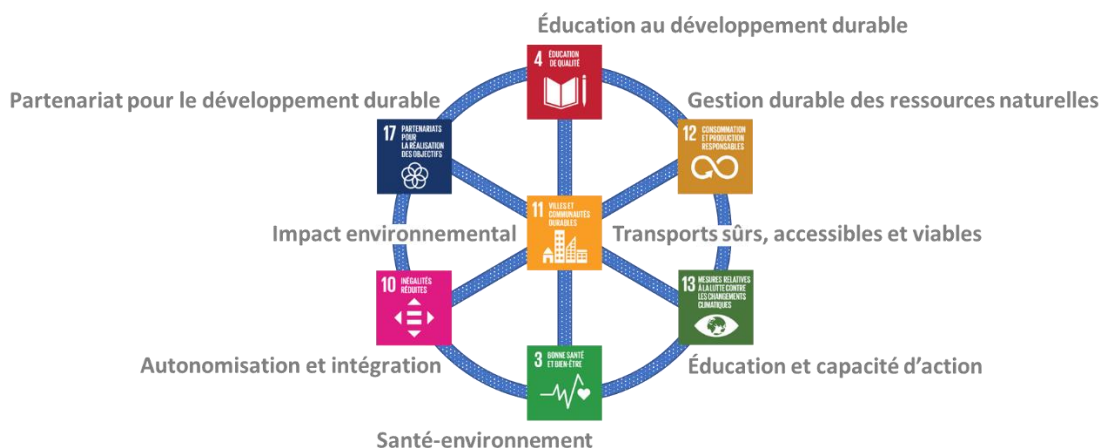 Éducation au développement durable
4 ÉDUCATION
DE QUALITÉ
Partenariat pour le développement durable
Gestion durable des ressources naturelles
17 PARTENARIATS
POUR
LA RÉALISATION
DES OBJECTIFS
12 CONSOMMATION
ET PRODUCTION
RESPONSABLES
11 VILLES ET
COMMUNAUTÉS
DURABLES
Impact environnemental
Transports sûrs, accessibles et viables
10 INÉGALITÉS
RÉDUITES
13 MESURES RELATIVES
À LA LUTTE CONTRE
LES CHANGEMENTS
CLIMATIQUES
Autonomisation et intégration
3 BONNE SANTÉ
ET BIEN-ÊTRE
Éducation et capacité d’action
Santé-environnement